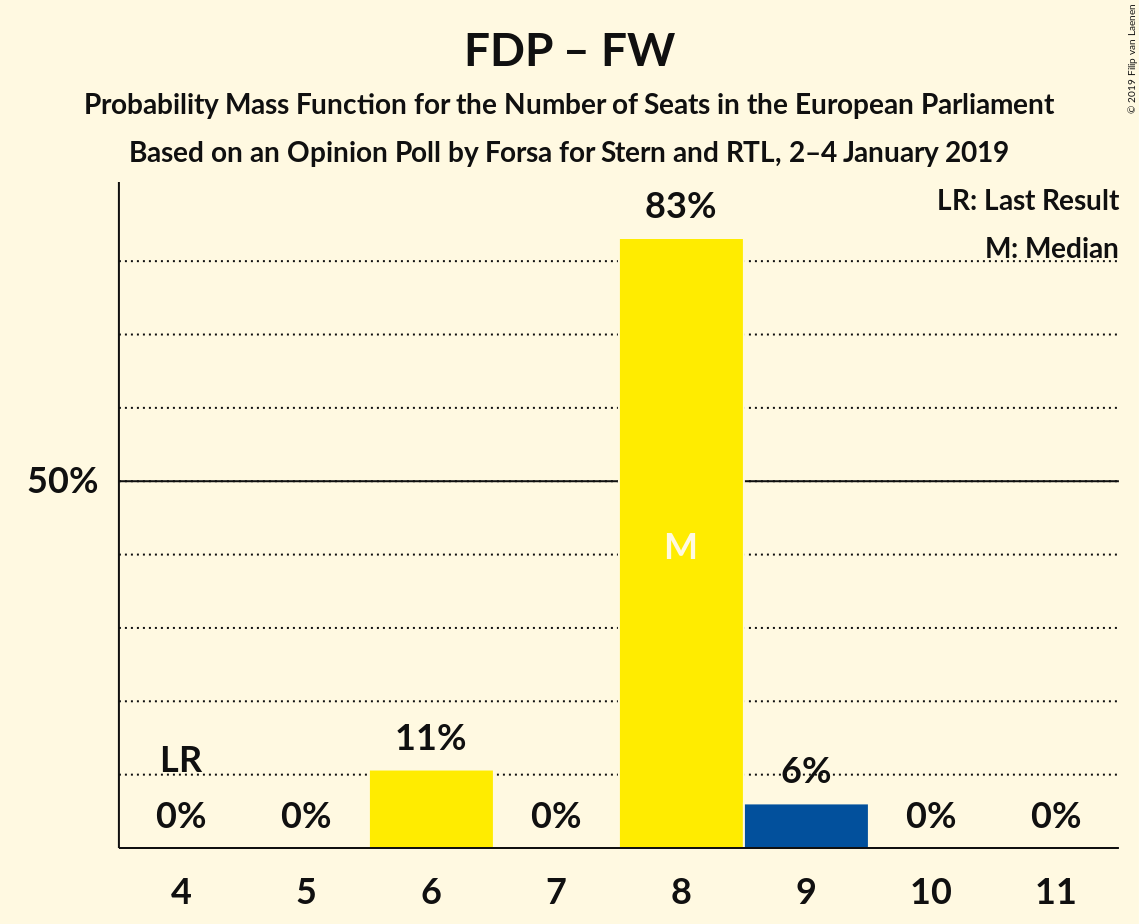 FDP – FW
Probability Mass Function for the Number of Seats in the European Parliament
Based on an Opinion Poll by Forsa for Stern and RTL, 2–4 January 2019
© 2019 Filip van Laenen
LR: Last Result
M: Median
83%
50%
M
11%
LR
6%
0% 0% 0% 0% 0%
4 5 6 7 8 9 10 11